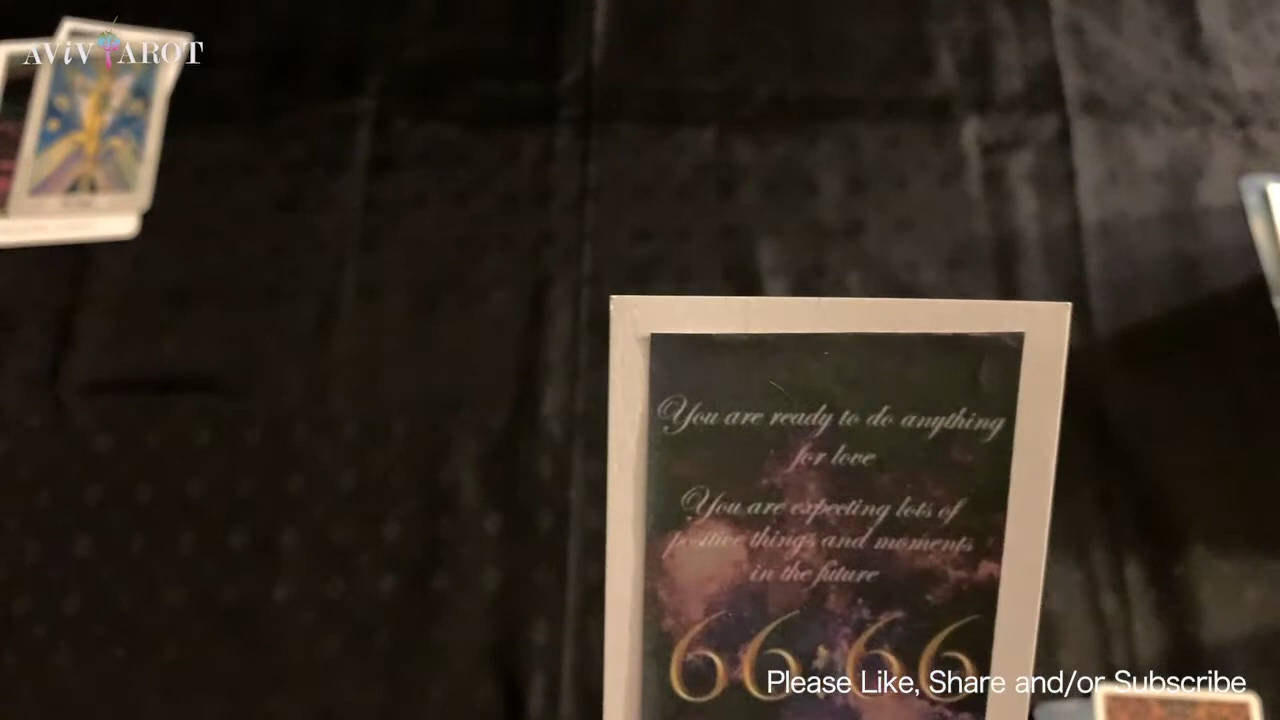 AViV TAROT
You are ready to do anything
for love
You are expecting lots of
positive things and moments
in the future
66:66
Please Like, Share and/or Subscribe